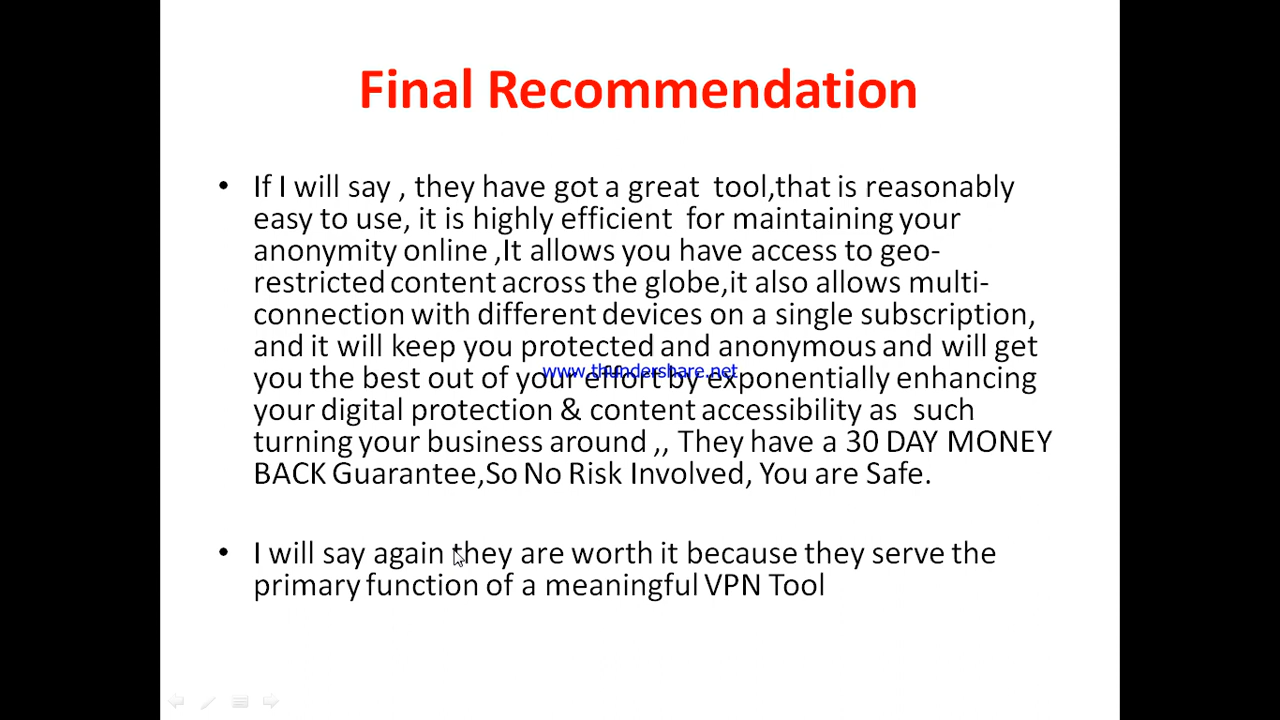 Final Recommendation
• If I will say , they have got a great  tool,that is reasonably
easy to use, it is highly efficient  for maintaining your
anonymity online ,It allows you have access to geo-
restricted content across the globe,it also allows multi-
connection with different devices on a single subscription,
and it will keep you protected and anonymous and will get
www.thundershare.net
you the best out of your effort by exponentially enhancing
your digital protection & content accessibility as  such
turning your business around ,, They have a 30 DAY MONEY
BACK Guarantee,So No Risk Involved, You are Safe.
• I will say again they are worth it because they serve the
primary function of a meaningful VPN Tool